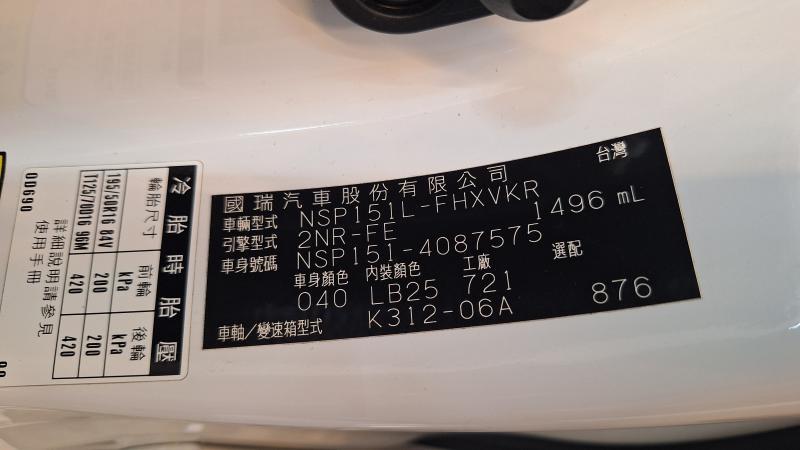 國瑞汽車股份有限公司 台灣
車輛型式 NSP151L-FHXVKR
引擎型式 2NR-FE 1496 mL
車身號碼 NSP151-4087575
車身顏色 內裝顏色 工廠 選配
040 LB25 721
車軸/變速箱型式 K312-06A 876
冷胎時胎壓
輪胎尺寸 前輪 後輪
kPa kPa
195/50R16 84V 200 200
T125/70D16 96M 420 420
詳細說明請參見
使用手冊
0D690